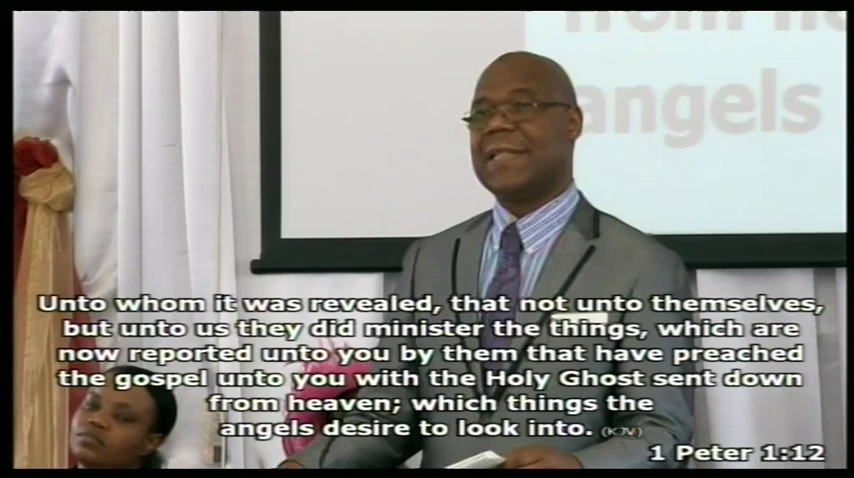 angels
Unto whom it was revealed, that not unto themselves,
but unto us they did minister the things, which are
now reported unto you by them that have preached
the gospel unto you with the Holy Ghost sent down
from heaven; which things the
angels desire to look into. (KJV)
1 Peter 1:12